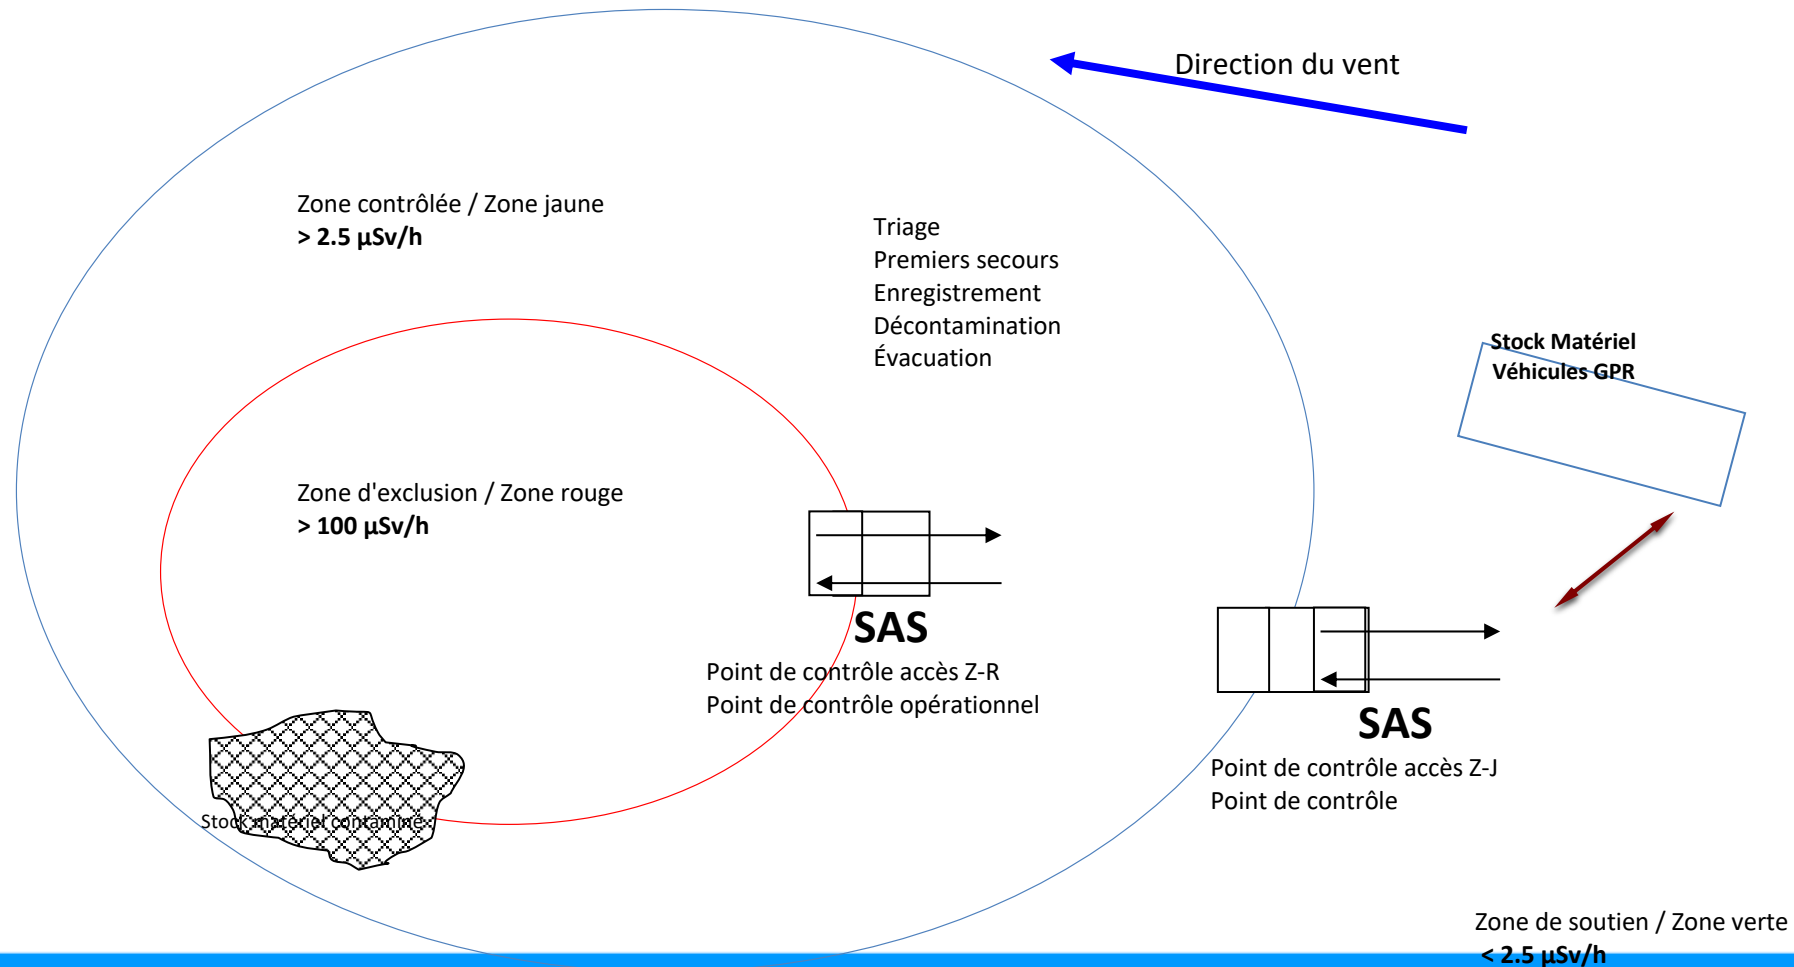 Direction du vent
Zone contrôlée / Zone jaune
> 2.5 µSv/h
Triage
Premiers secours
Enregistrement
Décontamination
Évacuation
Stock Matériel
Véhicules GPR
Zone d'exclusion / Zone rouge
> 100 µSv/h
SAS
Point de contrôle accès Z-R
Point de contrôle opérationnel
SAS
Point de contrôle accès Z-J
Point de contrôle
Stock matériel contaminé
Zone de soutien / Zone verte
< 2.5 µSv/h